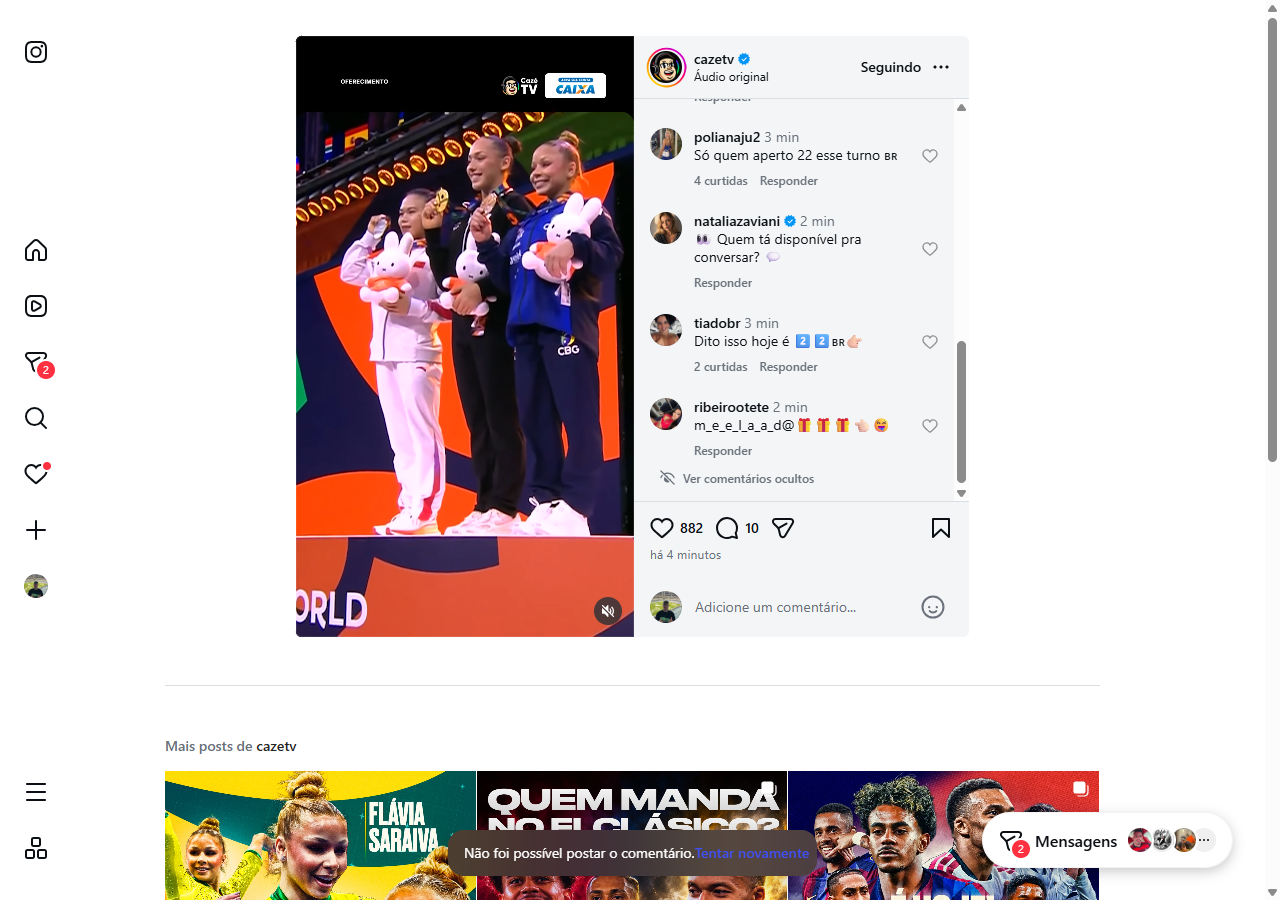 OFERECIMENTO
Cazé
TV
CAIXA
CBG
ORLD
cazetv
Áudio original
Seguindo
Responder
polianaju2 3 min
Só quem aperto 22 esse turno 🇧🇷
4 curtidas Responder
nataliazaviani 2 min
👀 Quem tá disponível pra
conversar? 💭
Responder
tiadobr 3 min
Dito isso hoje é 2️⃣2️⃣🇧🇷👉🏻
2 curtidas Responder
ribeirootete 2 min
m_e_e_l_a_a_d@🎁🎁🎁👈🏻😝
Responder
Ver comentários ocultos
882
10
há 4 minutos
Adicione um comentário...
2
Mais posts de cazetv
FLÁVIA
SARAIVA
QUEM MANDA
NO EL CLÁSICO?
Não foi possível postar o comentário.Tentar novamente
2
Mensagens